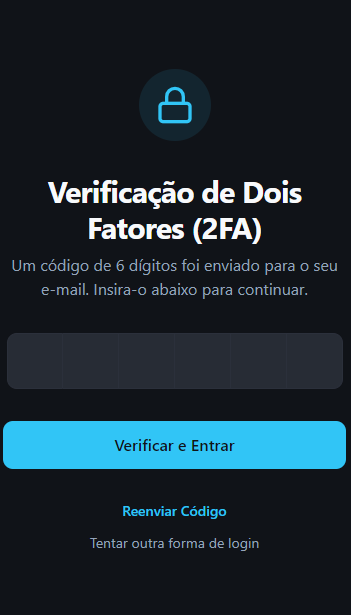 Verificação de Dois
Fatores (2FA)
Um código de 6 dígitos foi enviado para o seu
e-mail. Insira-o abaixo para continuar.
Verificar e Entrar
Reenviar Código
Tentar outra forma de login